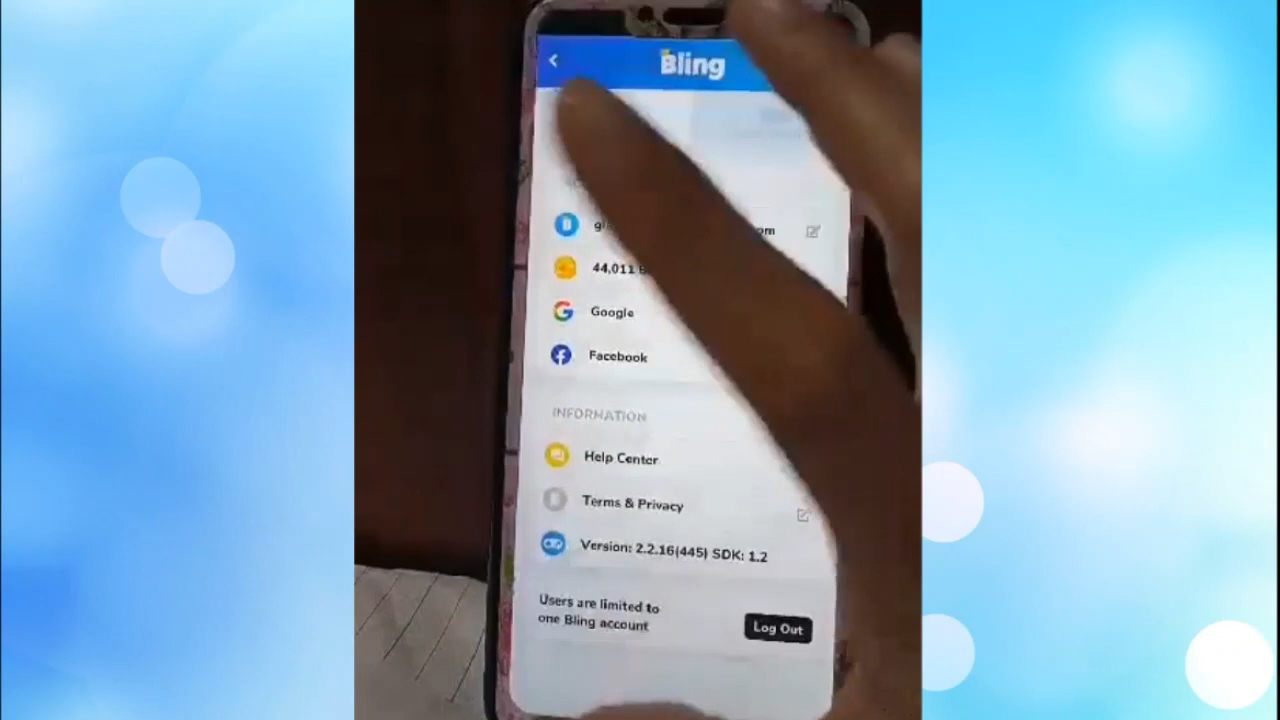 Bling
om
44,011
Google
Facebook
INFORMATION
Help Center
Terms & Privacy
Version: 2.2.16(445) SDK: 1.2
Users are limited to
one Bling account
Log Out